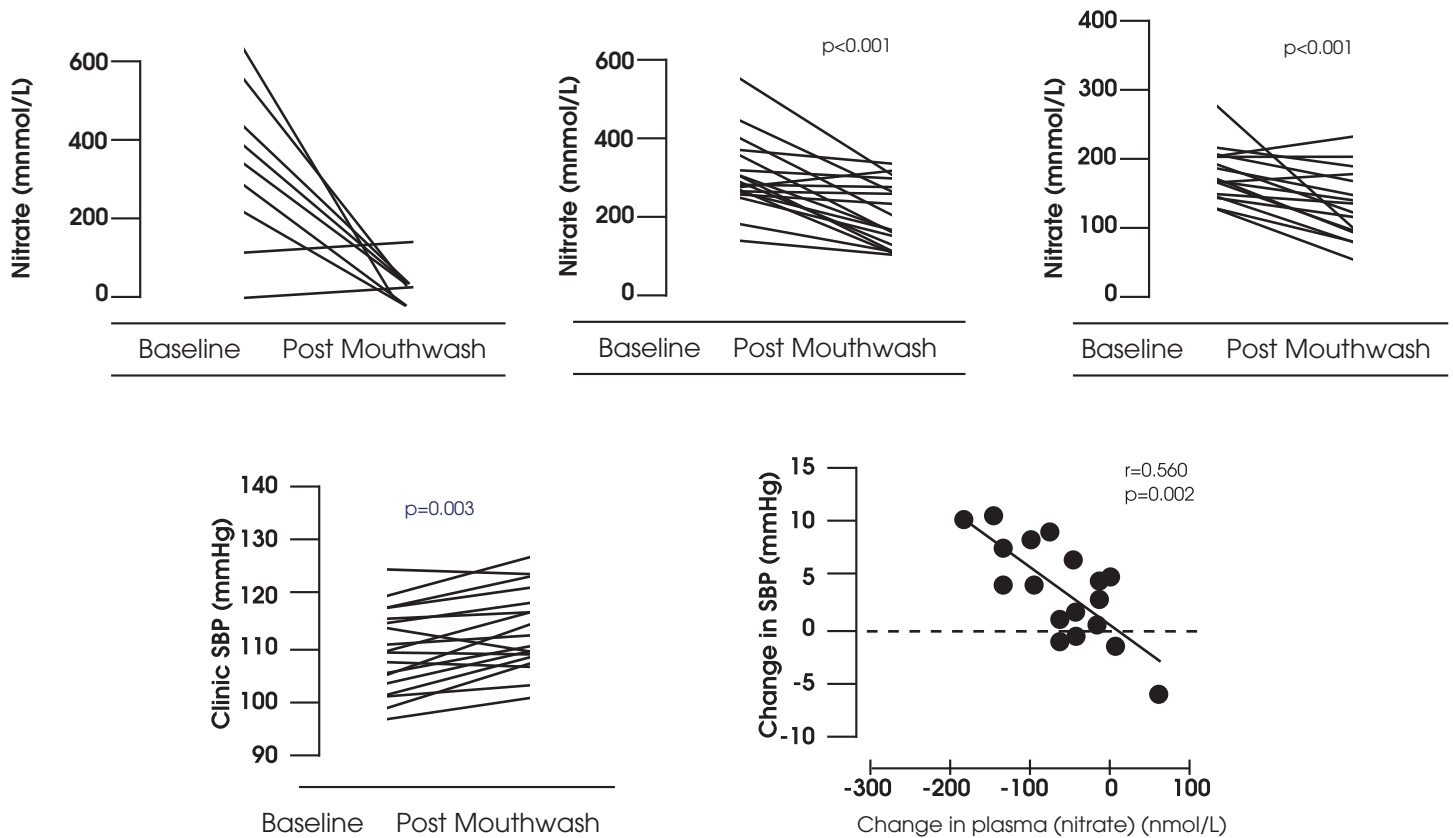 Nitrate (mnmol/L)
600
400
200
0
Baseline Post Mouthwash
Nitrate (mnmol/L)
600
400
200
0
p<0.001
Baseline Post Mouthwash
Nitrate (mnmol/L)
400
300
200
100
0
p<0.001
Baseline Post Mouthwash
Clinic SBP (mmHg)
140
130
120
110
100
90
p=0.003
Baseline Post Mouthwash
Change in SBP (mmHg)
15
10
5
0
-5
-10
r=0.560
p=0.002
-300 -200 -100 0 100
Change in plasma (nitrate) (nmol/L)